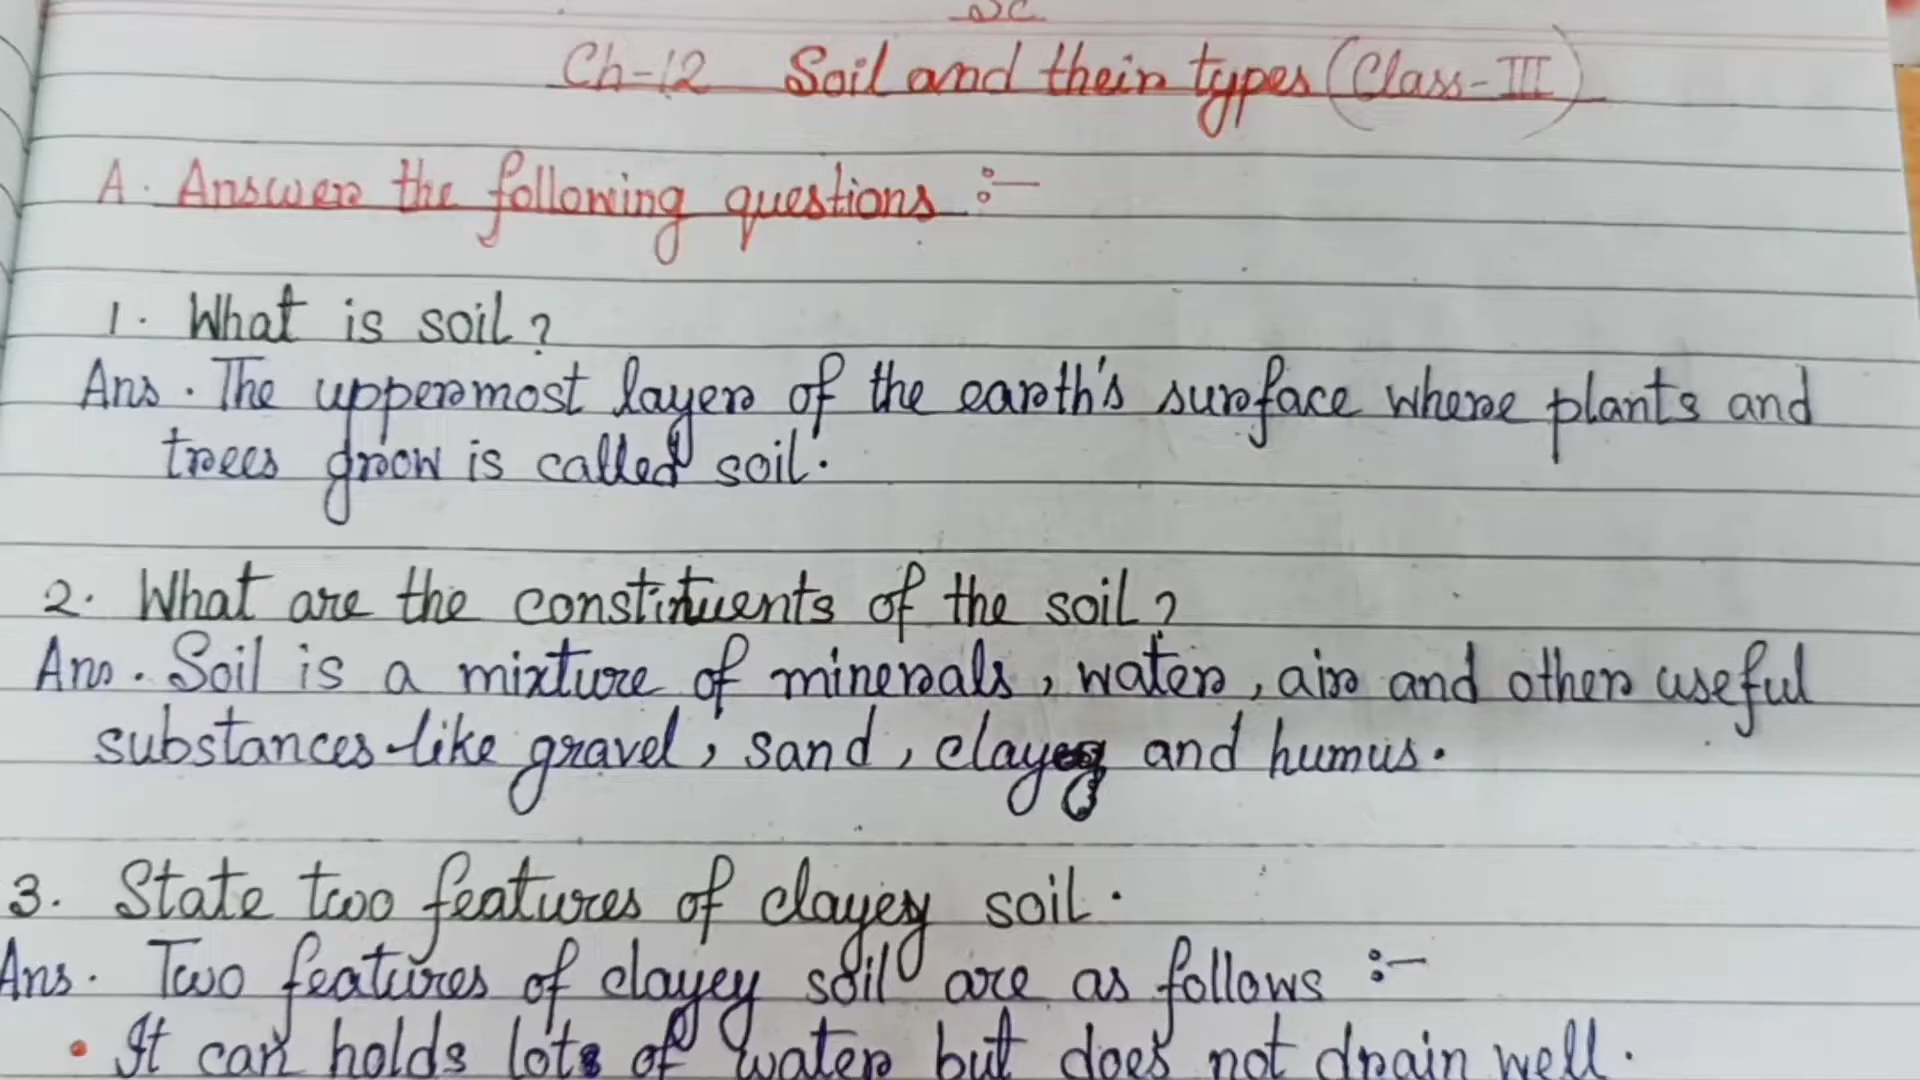 Ch-12 Soil and their types (Class-III)
A. Answer the following questions :-
1. What is soil?
Ans. The uppermost layer of the earth's surface where plants and
trees grow is called soil.
2. What are the constituents of the soil?
Ans. Soil is a mixture of minerals, water, air and other useful
substances like gravel, sand, clay and humus.
3. State two features of clayey soil.
Ans. Two features of clayey soil are as follows :-
• It can holds lots of water but does not drain well.